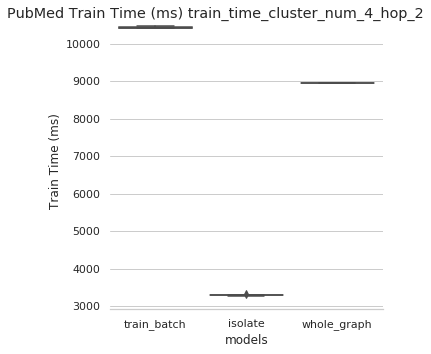 PubMed Train Time (ms) train_time_cluster_num_4_hop_2
10000
9000
8000
7000
6000
5000
4000
3000
Train Time (ms)
train_batch isolate whole_graph
models